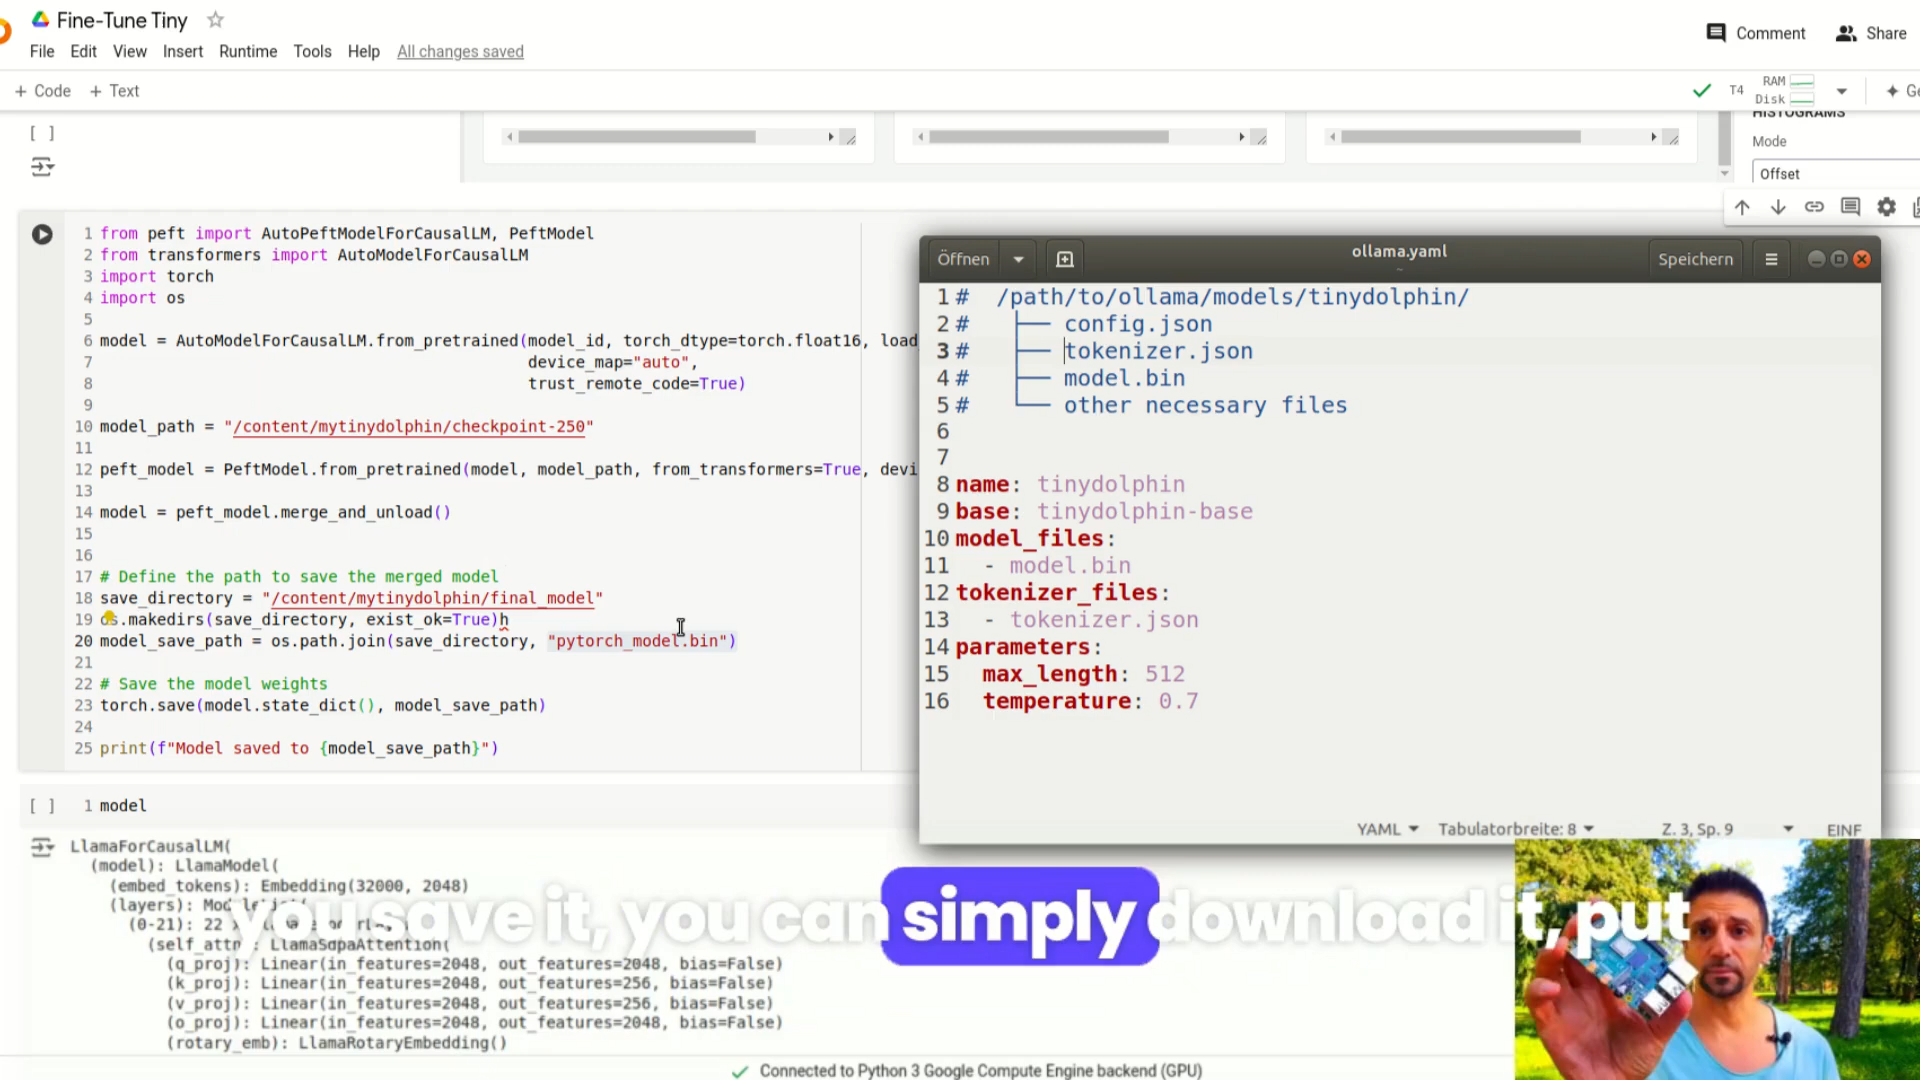 Fine-Tune Tiny
File Edit View Insert Runtime Tools Help All changes saved
Comment Share
+ Code + Text
T4 RAM Disk
HISTOGRAMS
Mode
Offset
[ ]
1 from peft import AutoPeftModelForCausalLM, PeftModel
2 from transformers import AutoModelForCausalLM
3 import torch
4 import os
5
6 model = AutoModelForCausalLM.from_pretrained(model_id, torch_dtype=torch.float16, load
7 device_map="auto",
8 trust_remote_code=True)
9
10 model_path = "/content/mytinydolphin/checkpoint-250"
11
12 peft_model = PeftModel.from_pretrained(model, model_path, from_transformers=True, devi
13
14 model = peft_model.merge_and_unload()
15
16
17 # Define the path to save the merged model
18 save_directory = "/content/mytinydolphin/final_model"
19 os.makedirs(save_directory, exist_ok=True)h
20 model_save_path = os.path.join(save_directory, "pytorch_model.bin")
21
22 # Save the model weights
23 torch.save(model.state_dict(), model_save_path)
24
25 print(f"Model saved to {model_save_path}")
[ ] 1 model
LlamaForCausalLM(
(model): LlamaModel(
(embed_tokens): Embedding(32000, 2048)
(layers):
(0-21): 22 x
(self_attn): LlamaSdpaAttention(
(q_proj): Linear(in_features=2048, out_features=2048, bias=False)
(k_proj): Linear(in_features=2048, out_features=256, bias=False)
(v_proj): Linear(in_features=2048, out_features=256, bias=False)
(o_proj): Linear(in_features=2048, out_features=2048, bias=False)
(rotary_emb): LlamaRotaryEmbedding()
Connected to Python 3 Google Compute Engine backend (GPU)
Öffnen
ollama.yaml
~
Speichern
1 # /path/to/ollama/models/tinydolphin/
2 # ├── config.json
3 # ├── tokenizer.json
4 # ├── model.bin
5 # └── other necessary files
6
7
8 name: tinydolphin
9 base: tinydolphin-base
10 model_files:
11 - model.bin
12 tokenizer_files:
13 - tokenizer.json
14 parameters:
15 max_length: 512
16 temperature: 0.7
YAML Tabulatorbreite: 8 Z. 3, Sp. 9 EINF
you save it, you can simply download it, put